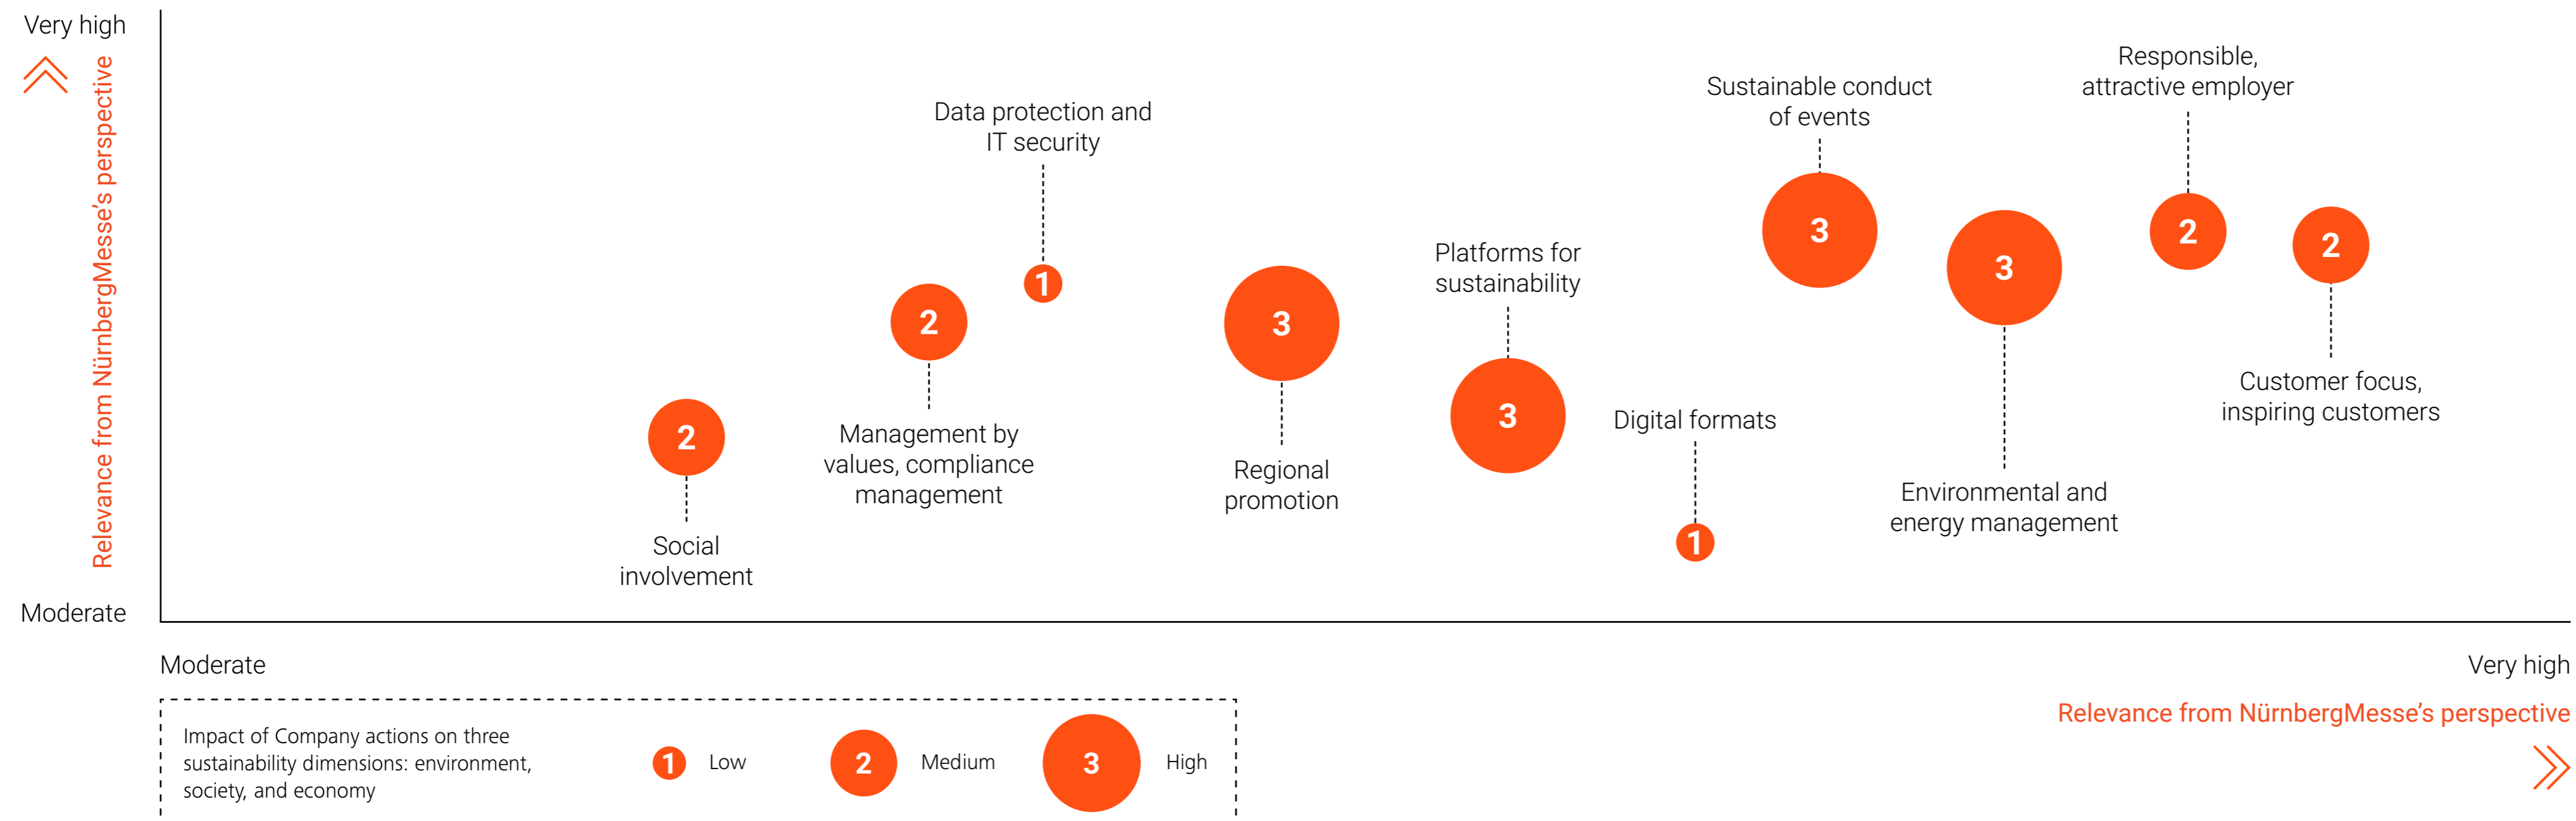 Very high
Relevance from NürnbergMesse's perspective
Moderate
Data protection and
IT security
1
2
Management by
values, compliance
management
2
Social
involvement
3
Regional
promotion
Platforms for
sustainability
3
Digital formats
1
Sustainable conduct
of events
3
3
Environmental and
energy management
Responsible,
attractive employer
2
2
Customer focus,
inspiring customers
Moderate
Very high
Relevance from NürnbergMesse's perspective
Impact of Company actions on three
sustainability dimensions: environment,
society, and economy
1 Low
2 Medium
3 High